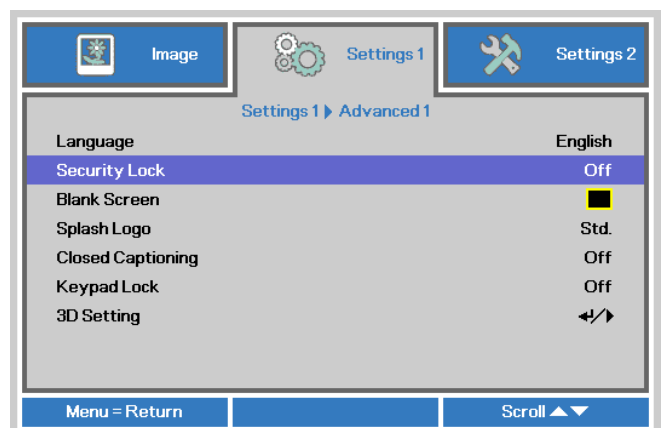 Image Settings 1 Settings 2
Settings 1 Advanced 1
Language English
Security Lock Off
Blank Screen
Splash Logo Std.
Closed Captioning Off
Keypad Lock Off
3D Setting
Menu = Return Scroll